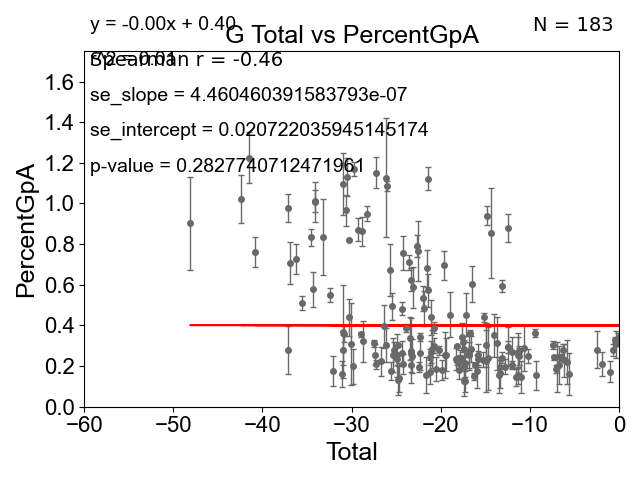 y = -0.00x + 0.40
N = 183
G Total vs PercentGpA
Spearman r = -0.46
se_slope = 4.460460391583793e-07
se_intercept = 0.020722035945145174
p-value = 0.2827740712471961
PercentGpA
1.6
1.4
1.2
1.0
0.8
0.6
0.4
0.2
0.0
−60 −50 −40 −30 −20 −10 0
Total